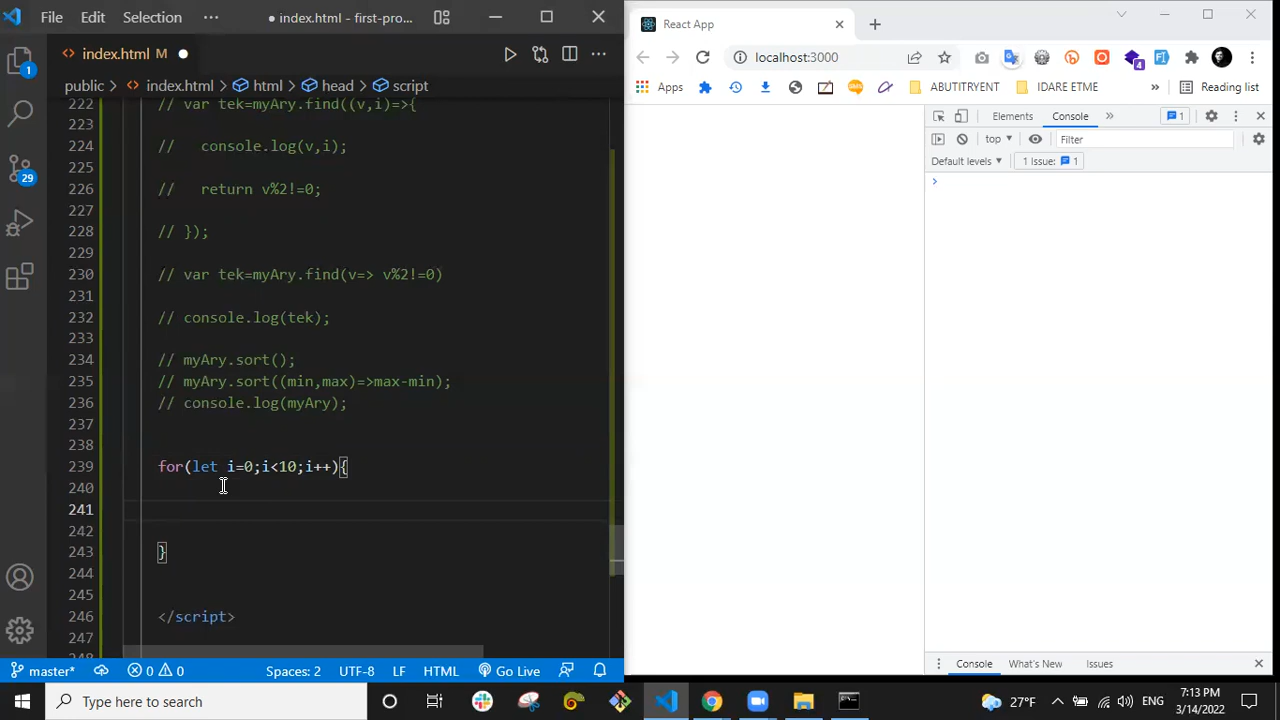 File Edit Selection ··· ● index.html - first-pro...
index.html M ●
public > index.html > html > head > script
222 // var tek=myAry.find((v,i)=>{
223
224 //   console.log(v,i);
225
226 //   return v%2!=0;
227
228 // });
229
230 // var tek=myAry.find(v=> v%2!=0)
231
232 // console.log(tek);
233
234 // myAry.sort();
235 // myAry.sort((min,max)=>max-min);
236 // console.log(myAry);
237
238
239 for(let i=0;i<10;i++){
240
241
242
243 }
244
245
246 </script>
247
1
29
master* 0 0 Spaces: 2 UTF-8 LF HTML Go Live
React App
localhost:3000
4
Apps ABUTITRYENT IDARE ETME » Reading list
Elements Console » 1
top Filter
Default levels 1 Issue: 1
Console What's New Issues
Type here to search
27°F ENG
7:13 PM
3/14/2022